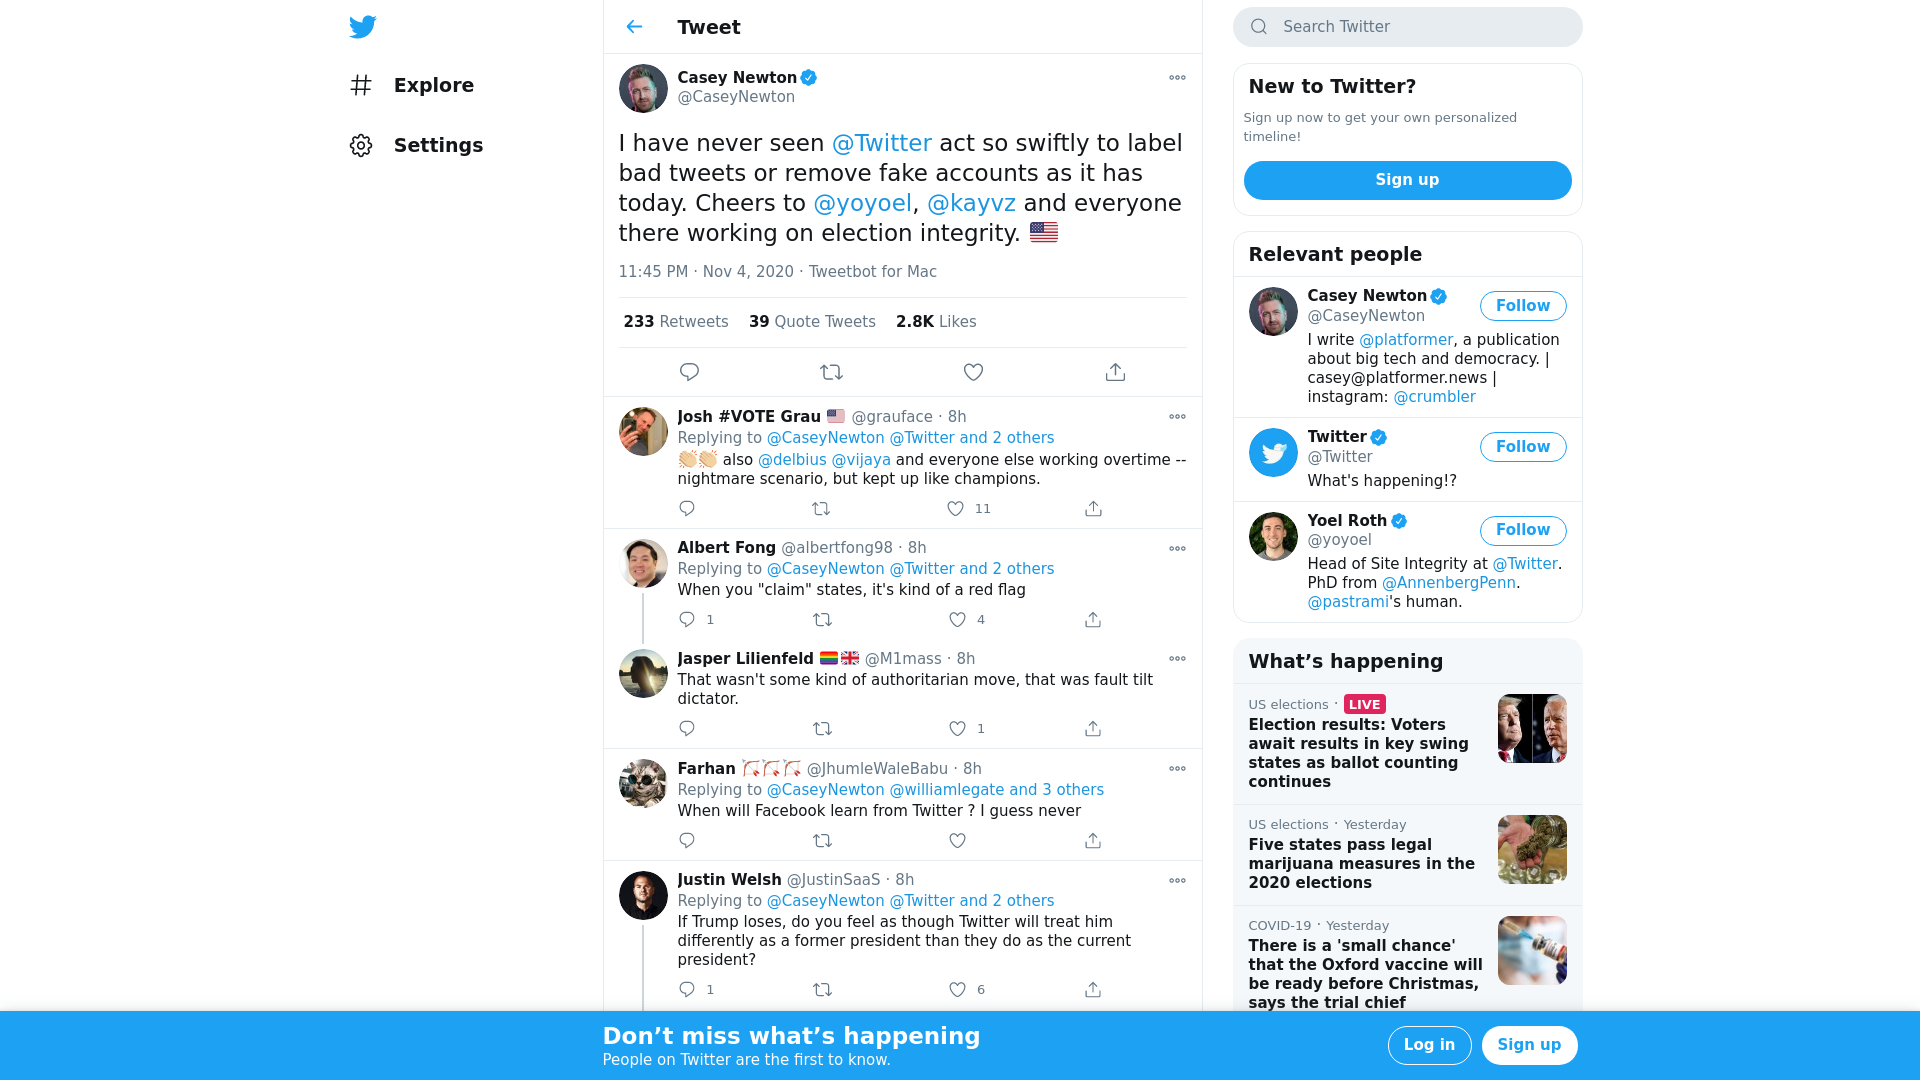 Explore
Settings
Tweet
Casey Newton
@CaseyNewton
I have never seen @Twitter act so swiftly to label
bad tweets or remove fake accounts as it has
today. Cheers to @yoyoel, @kayvz and everyone
there working on election integrity. 🇺🇸
11:45 PM · Nov 4, 2020 · Tweetbot for Mac
233 Retweets 39 Quote Tweets 2.8K Likes
Josh #VOTE Grau 🇺🇸 @grauface · 8h
Replying to @CaseyNewton @Twitter and 2 others
👏🏻👏🏻 also @delbius @vijaya and everyone else working overtime --
nightmare scenario, but kept up like champions.
11
Albert Fong @albertfong98 · 8h
Replying to @CaseyNewton @Twitter and 2 others
When you "claim" states, it's kind of a red flag
1 4
Jasper Lilienfeld 🏳️‍🌈🇬🇧 @M1mass · 8h
That wasn't some kind of authoritarian move, that was fault tilt
dictator.
1
Farhan 🏹🏹🏹 @JhumleWaleBabu · 8h
Replying to @CaseyNewton @williamlegate and 3 others
When will Facebook learn from Twitter ? I guess never
Justin Welsh @JustinSaaS · 8h
Replying to @CaseyNewton @Twitter and 2 others
If Trump loses, do you feel as though Twitter will treat him
differently as a former president than they do as the current
president?
1 6
Search Twitter
New to Twitter?
Sign up now to get your own personalized
timeline!
Sign up
Relevant people
Casey Newton
@CaseyNewton
Follow
I write @platformer, a publication
about big tech and democracy. |
casey@platformer.news |
instagram: @crumbler
Twitter
@Twitter
Follow
What's happening!?
Yoel Roth
@yoyoel
Follow
Head of Site Integrity at @Twitter.
PhD from @AnnenbergPenn.
@pastrami's human.
What’s happening
US elections · LIVE
Election results: Voters
await results in key swing
states as ballot counting
continues
US elections · Yesterday
Five states pass legal
marijuana measures in the
2020 elections
COVID-19 · Yesterday
There is a 'small chance'
that the Oxford vaccine will
be ready before Christmas,
says the trial chief
Don’t miss what’s happening
People on Twitter are the first to know.
Log in
Sign up